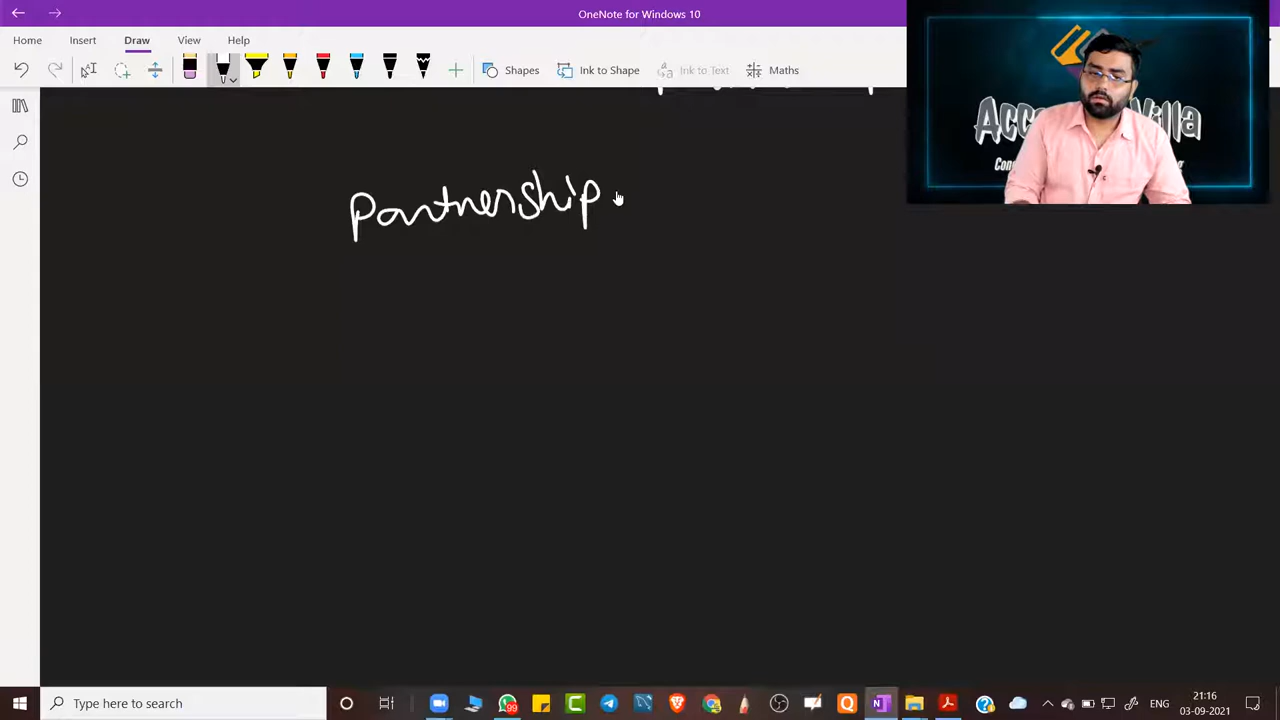 OneNote for Windows 10
Home Insert Draw View Help
Shapes Ink to Shape Ink to Text Maths
Partnership
Type here to search
99
ENG
21:16
03-09-2021